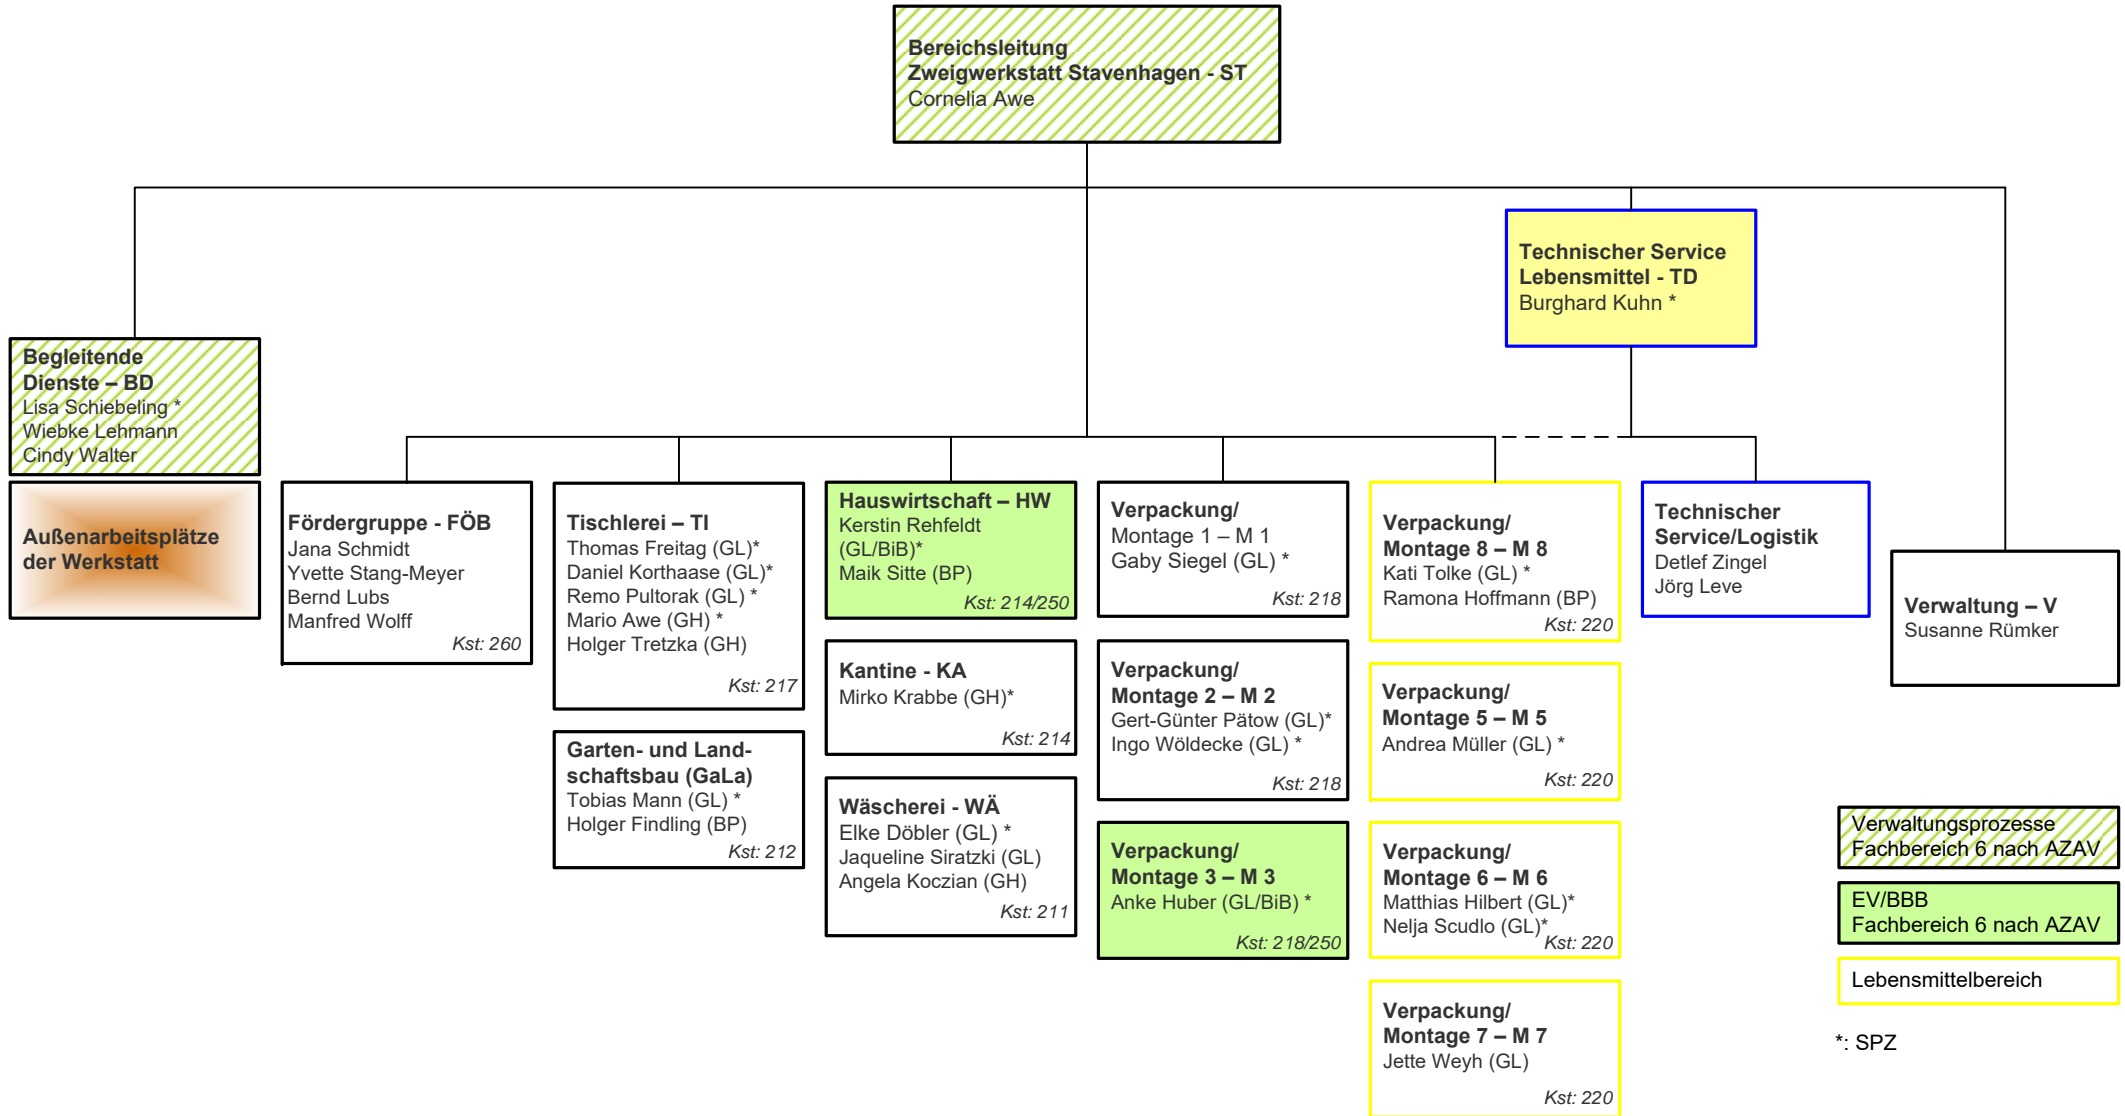 Bereichsleitung
Zweigwerkstatt Stavenhagen - ST
Cornelia Awe
Technischer Service
Lebensmittel - TD
Burghard Kuhn *
Begleitende
Dienste – BD
Lisa Schiebeling *
Wiebke Lehmann
Cindy Walter
Außenarbeitsplätze
der Werkstatt
Fördergruppe - FÖB
Jana Schmidt
Yvette Stang-Meyer
Bernd Lubs
Manfred Wolff
Kst: 260
Tischlerei – TI
Thomas Freitag (GL)*
Daniel Korthaase (GL)*
Remo Pultorak (GL) *
Mario Awe (GH) *
Holger Tretzka (GH)
Kst: 217
Garten- und Land-
schaftsbau (GaLa)
Tobias Mann (GL) *
Holger Findling (BP)
Kst: 212
Hauswirtschaft – HW
Kerstin Rehfeldt
(GL/BiB)*
Maik Sitte (BP)
Kst: 214/250
Kantine - KA
Mirko Krabbe (GH)*
Kst: 214
Wäscherei - WÄ
Elke Döbler (GL) *
Jaqueline Siratzki (GL)
Angela Koczian (GH)
Kst: 211
Verpackung/
Montage 1 – M 1
Gaby Siegel (GL) *
Kst: 218
Verpackung/
Montage 2 – M 2
Gert-Günter Pätow (GL)*
Ingo Wöldecke (GL) *
Kst: 218
Verpackung/
Montage 3 – M 3
Anke Huber (GL/BiB) *
Kst: 218/250
Verpackung/
Montage 8 – M 8
Kati Tolke (GL) *
Ramona Hoffmann (BP)
Kst: 220
Verpackung/
Montage 5 – M 5
Andrea Müller (GL) *
Kst: 220
Verpackung/
Montage 6 – M 6
Matthias Hilbert (GL)*
Nelja Scudlo (GL)*
Kst: 220
Verpackung/
Montage 7 – M 7
Jette Weyh (GL)
Kst: 220
Technischer
Service/Logistik
Detlef Zingel
Jörg Leve
Verwaltung – V
Susanne Rümker
Verwaltungsprozesse
Fachbereich 6 nach AZAV
EV/BBB
Fachbereich 6 nach AZAV
Lebensmittelbereich
*: SPZ